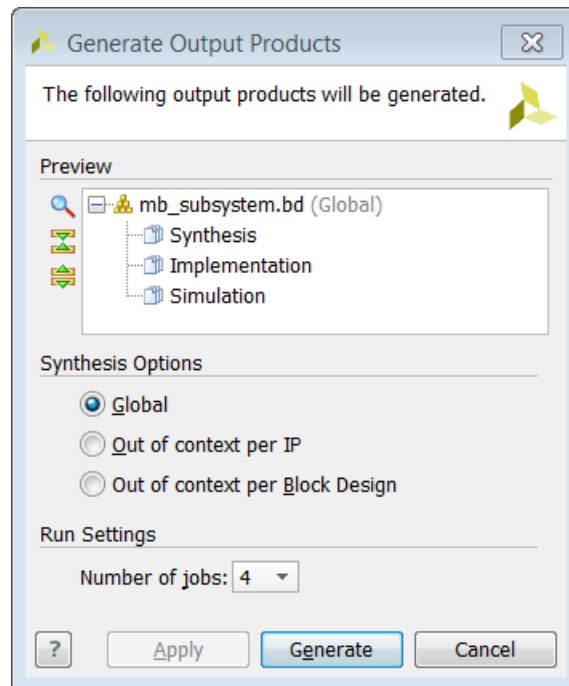 Generate Output Products
The following output products will be generated.
Preview
mb_subsystem.bd (Global)
Synthesis
Implementation
Simulation
Synthesis Options
Global
Out of context per IP
Out of context per Block Design
Run Settings
Number of jobs: 4
? Apply Generate Cancel